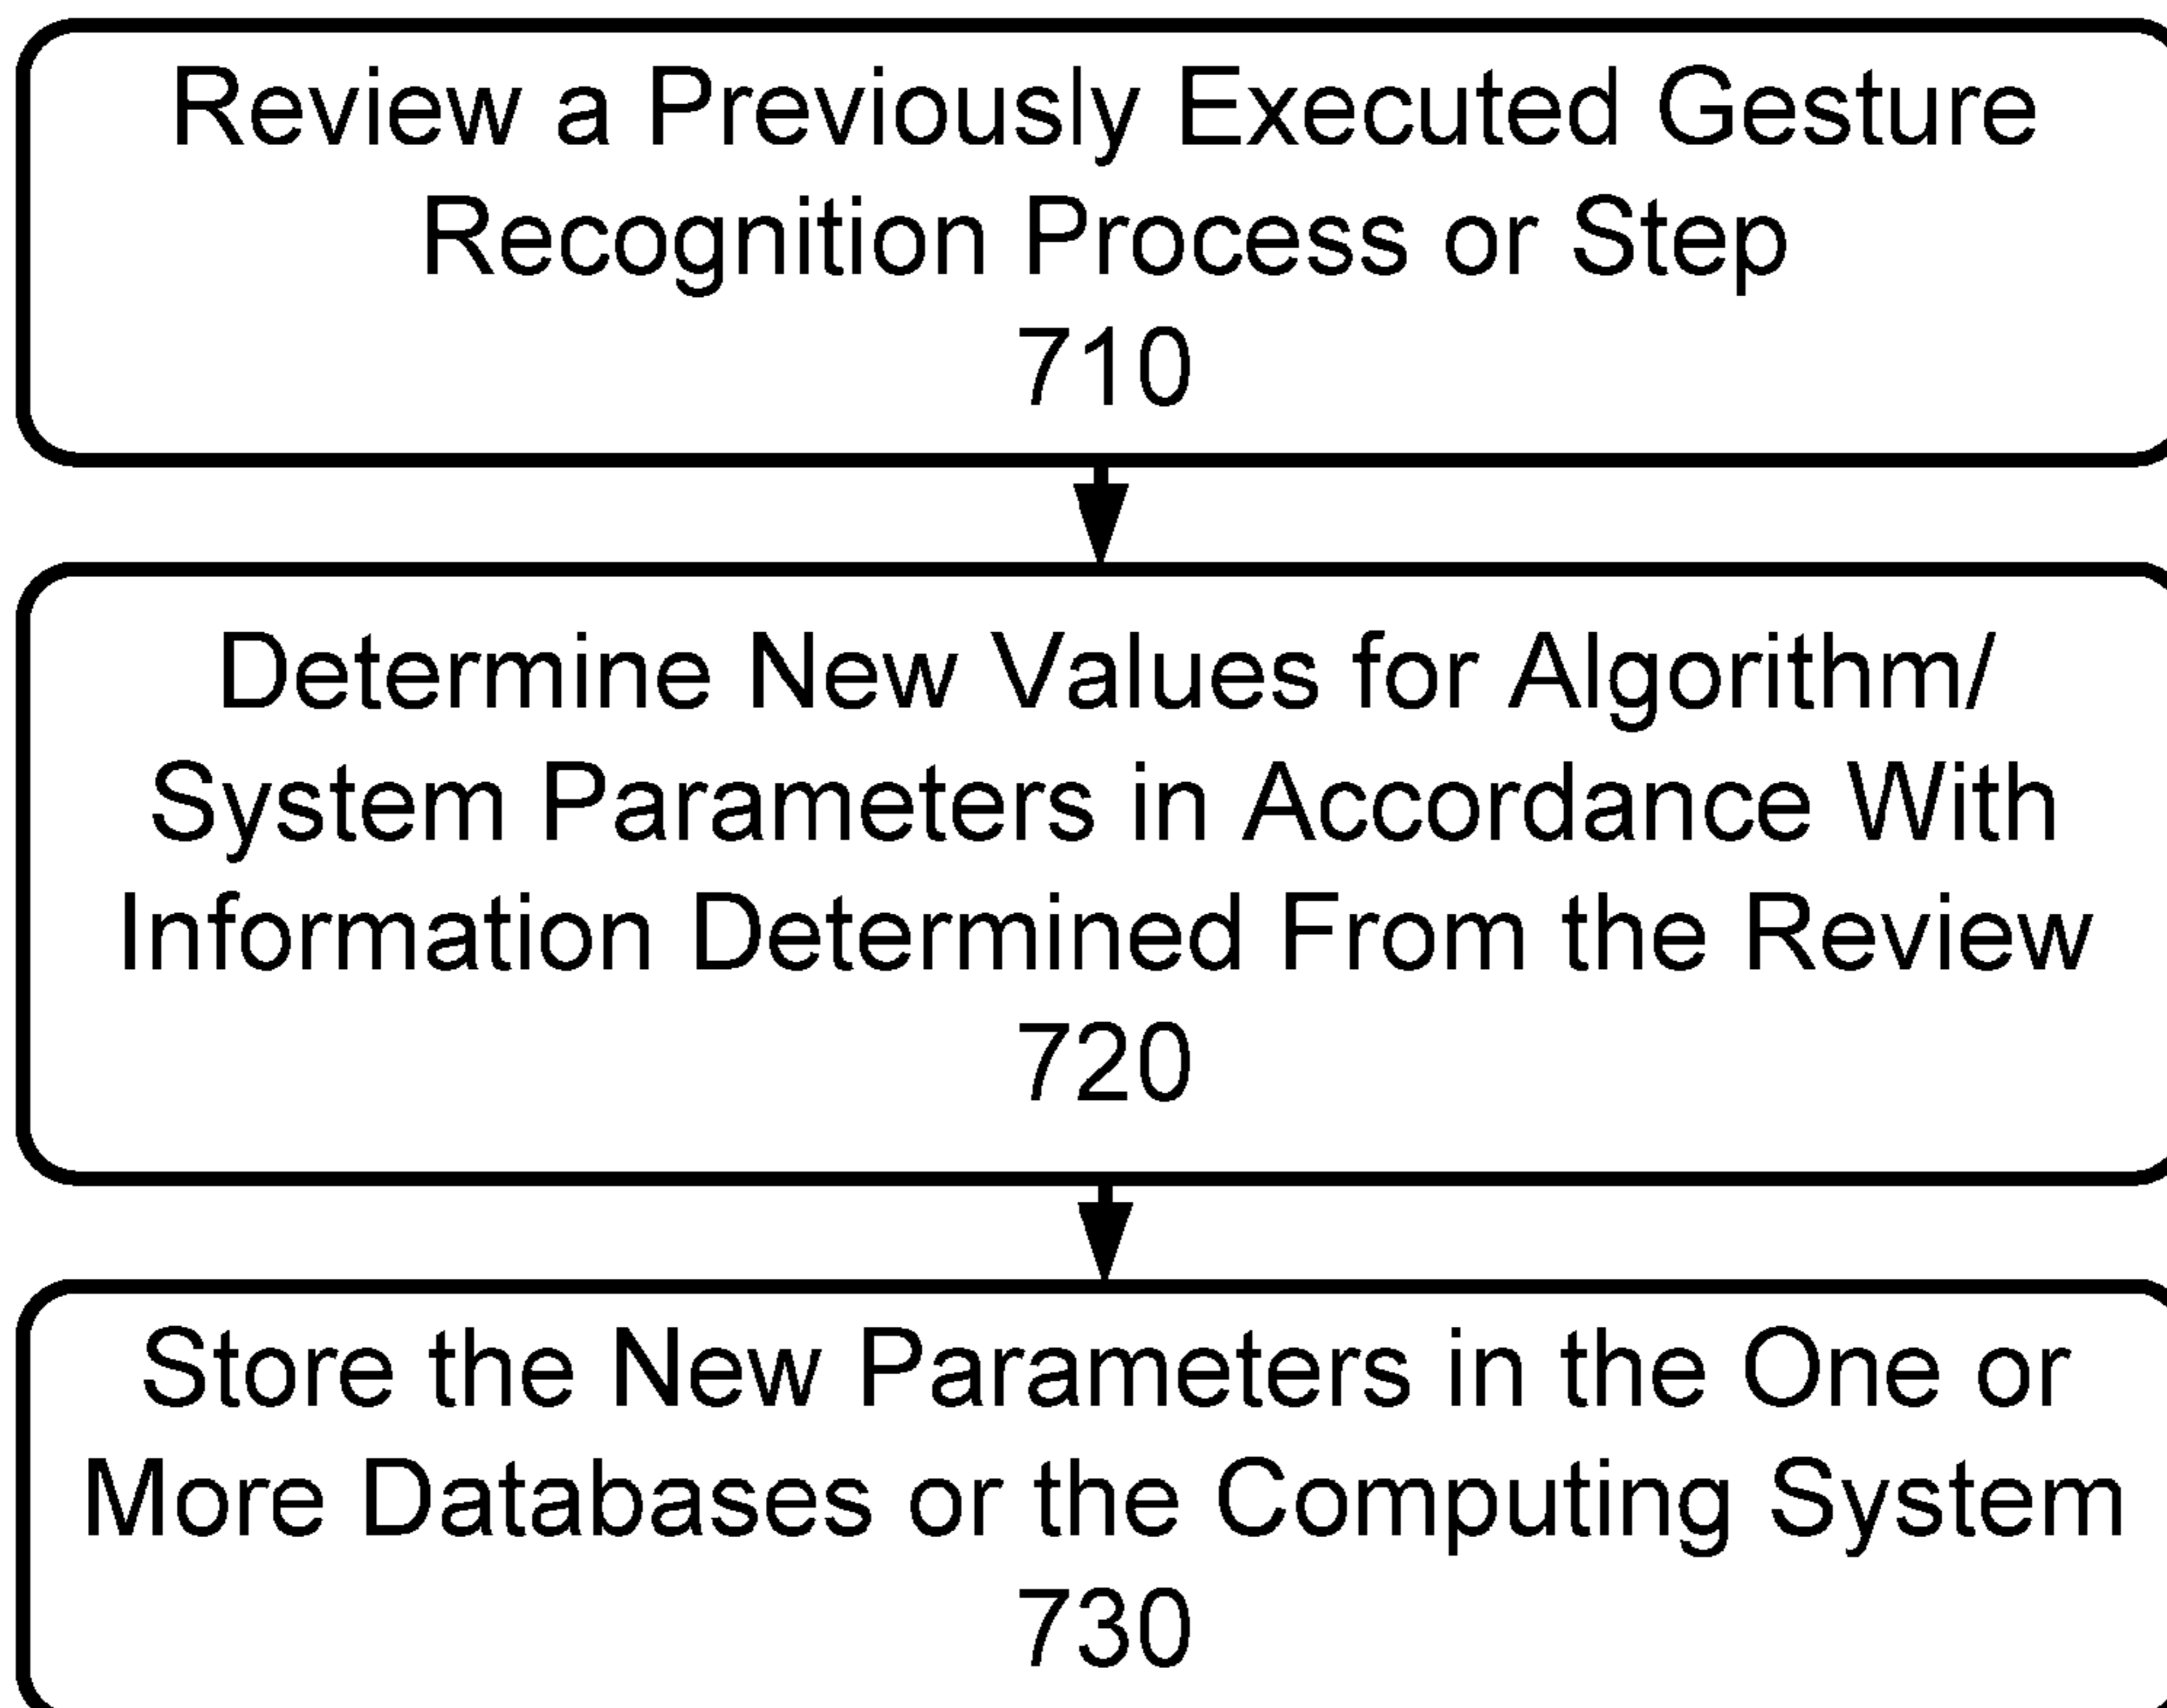 Review a Previously Executed Gesture
Recognition Process or Step
710
Determine New Values for Algorithm/
System Parameters in Accordance With
Information Determined From the Review
720
Store the New Parameters in the One or
More Databases or the Computing System
730